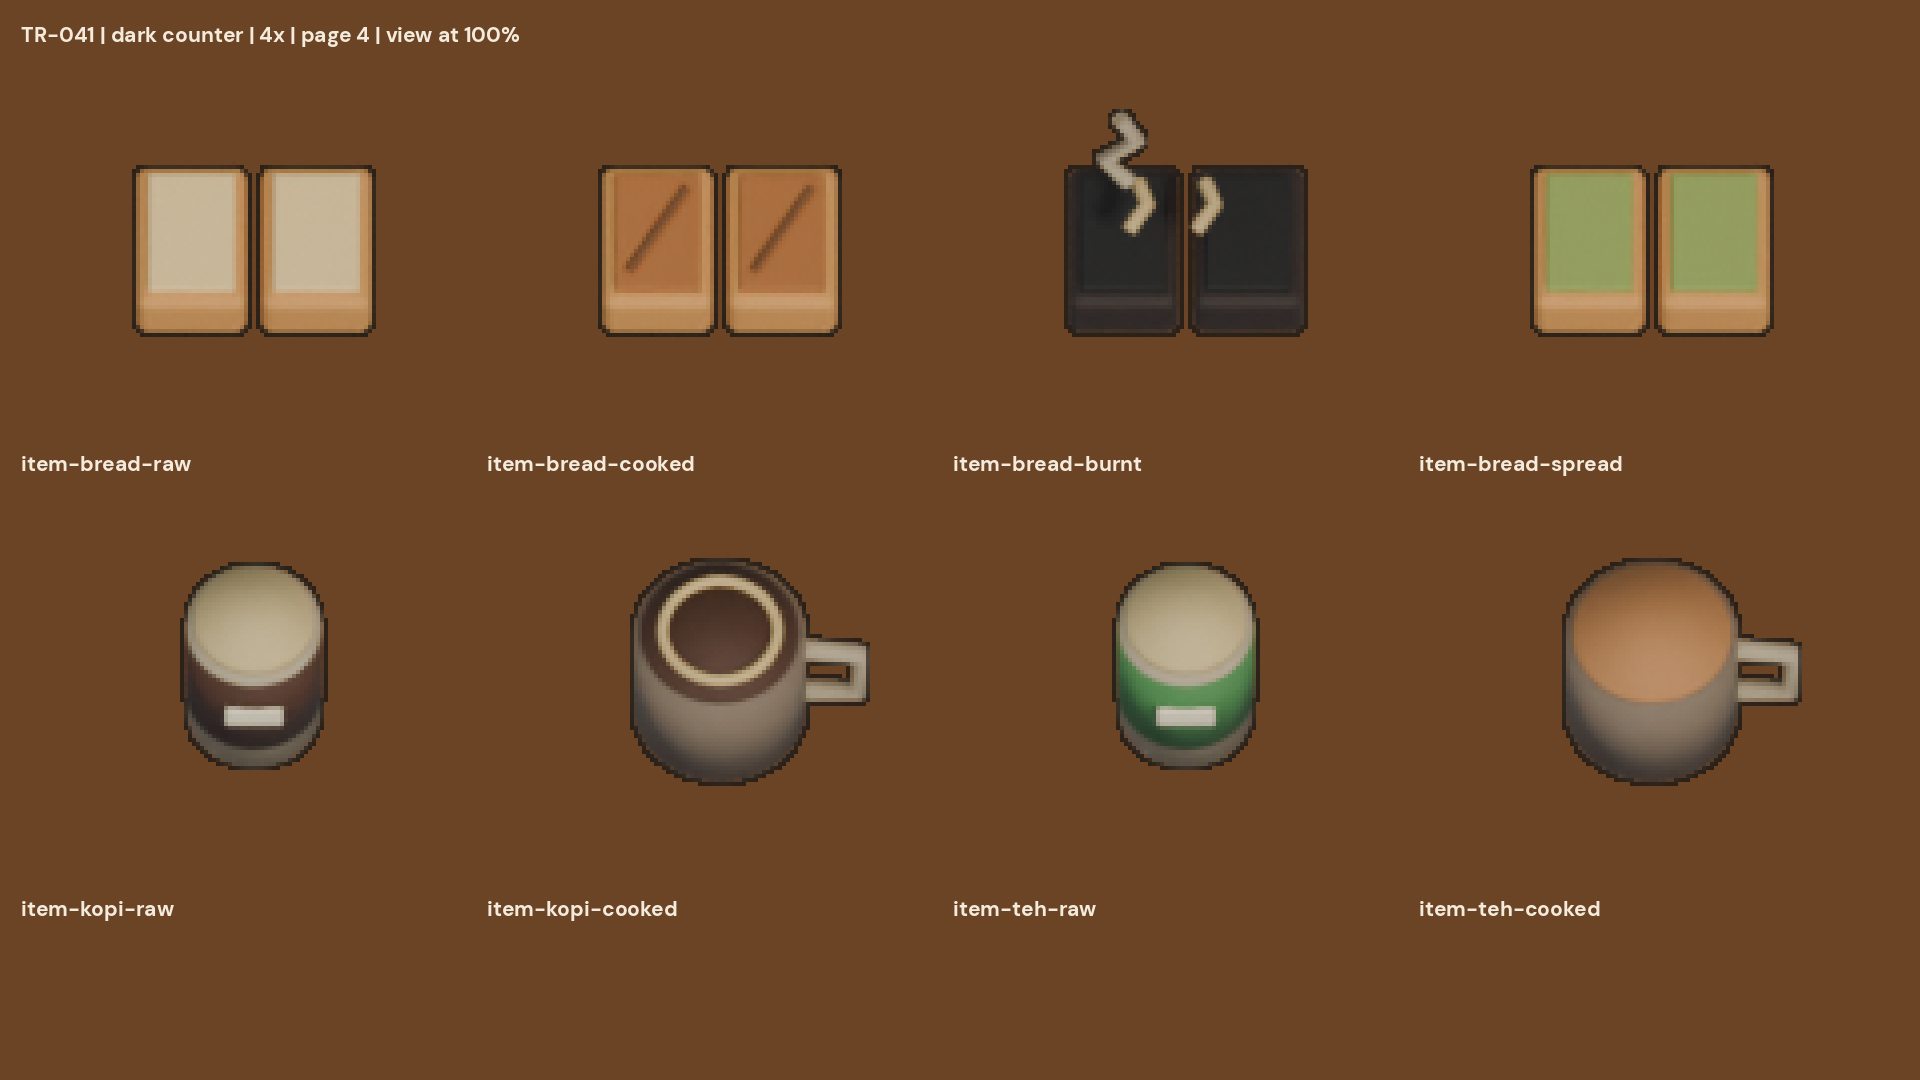 TR-041 | dark counter | 4x | page 4 | view at 100%
item-bread-raw
item-bread-cooked
item-bread-burnt
item-bread-spread
item-kopi-raw
item-kopi-cooked
item-teh-raw
item-teh-cooked